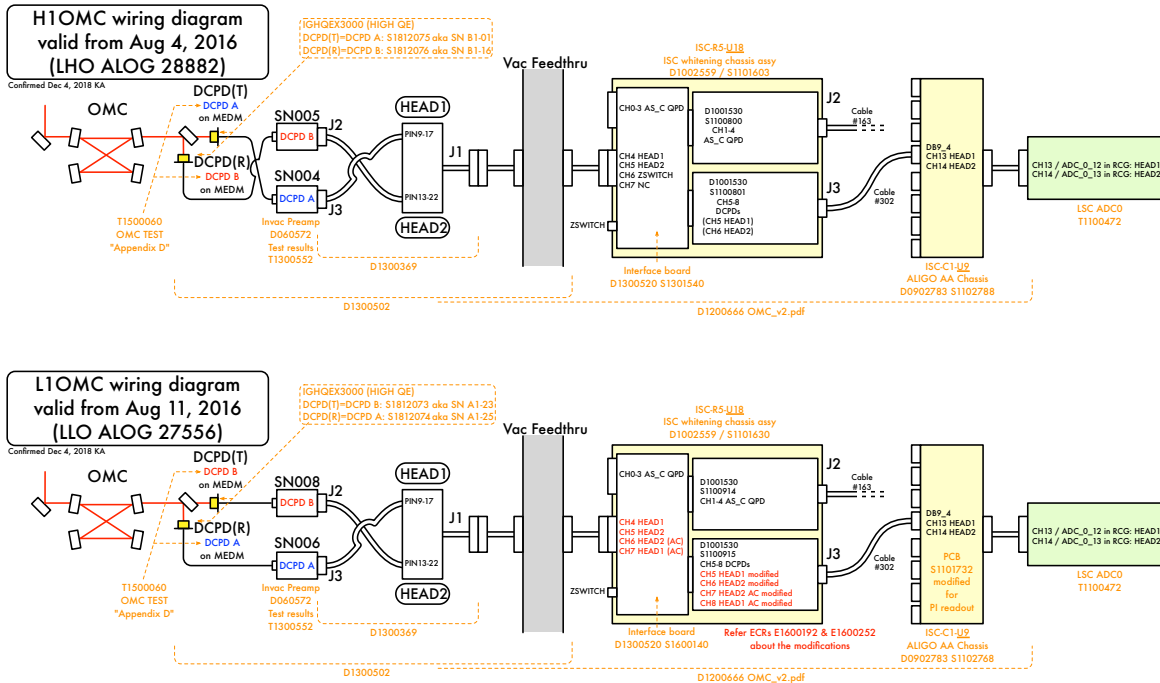 H1OMC wiring diagram
valid from Aug 4, 2016
(LHO ALOG 28882)
Confirmed Dec 4, 2018 KA
IGHQEX3000 (HIGH QE)
DCPD(T)=DCPD A: S1812075 aka SN B1-01
DCPD(R)=DCPD B: S1812076 aka SN B1-16
OMC
DCPD(T)
DCPD A
on MEDM
DCPD(R)
DCPD B
on MEDM
T1500060
OMC TEST
"Appendix D"
SN005
DCPD B
J2
SN004
DCPD A
J3
Invac Preamp
D060572
Test results
T1300552
HEAD1
PIN9-17
PIN13-22
HEAD2
J1
D1300369
D1300502
Vac Feedthru
ISC-R5-U18
ISC whitening chassis assy
D1002559 / S1101603
CH0-3 AS_C QPD
CH4 HEAD1
CH5 HEAD2
CH6 ZSWITCH
CH7 NC
ZSWITCH
D1001530
S1100800
CH1-4
AS_C QPD
D1001530
S1100801
CH5-8
DCPDs
(CH5 HEAD1)
(CH6 HEAD2)
Interface board
D1300520 S1301540
J2
Cable
#163
J3
Cable
#302
DB9_4
CH13 HEAD1
CH14 HEAD2
ISC-C1-U9
ALIGO AA Chassis
D0902783 S1102788
CH13 / ADC_0_12 in RCG: HEAD1
CH14 / ADC_0_13 in RCG: HEAD2
LSC ADC0
T1100472
D1200666 OMC_v2.pdf
L1OMC wiring diagram
valid from Aug 11, 2016
(LLO ALOG 27556)
Confirmed Dec 4, 2018 KA
IGHQEX3000 (HIGH QE)
DCPD(T)=DCPD B: S1812073 aka SN A1-23
DCPD(R)=DCPD A: S1812074 aka SN A1-25
OMC
DCPD(T)
DCPD B
on MEDM
DCPD(R)
DCPD A
on MEDM
T1500060
OMC TEST
"Appendix D"
SN008
DCPD B
J2
SN006
DCPD A
J3
Invac Preamp
D060572
Test results
T1300552
HEAD1
PIN9-17
PIN13-22
HEAD2
J1
D1300369
D1300502
Vac Feedthru
ISC-R5-U18
ISC whitening chassis assy
D1002559 / S1101630
CH0-3 AS_C QPD
CH4 HEAD1
CH5 HEAD2
CH6 HEAD2 (AC)
CH7 HEAD1 (AC)
ZSWITCH
D1001530
S1100914
CH1-4 AS_C QPD
D1001530
S1100915
CH5-8 DCPDs
CH5 HEAD1 modified
CH6 HEAD2 modified
CH7 HEAD2 AC modified
CH8 HEAD1 AC modified
Interface board
D1300520 S1600140
Refer ECRs E1600192 & E1600252
about the modifications
J2
Cable
#163
J3
Cable
#302
DB9_4
CH13 HEAD1
CH14 HEAD2
PCB
S1101732
modified
for
PI readout
ISC-C1-U9
ALIGO AA Chassis
D0902783 S1102768
CH13 / ADC_0_12 in RCG: HEAD1
CH14 / ADC_0_13 in RCG: HEAD2
LSC ADC0
T1100472
D1200666 OMC_v2.pdf